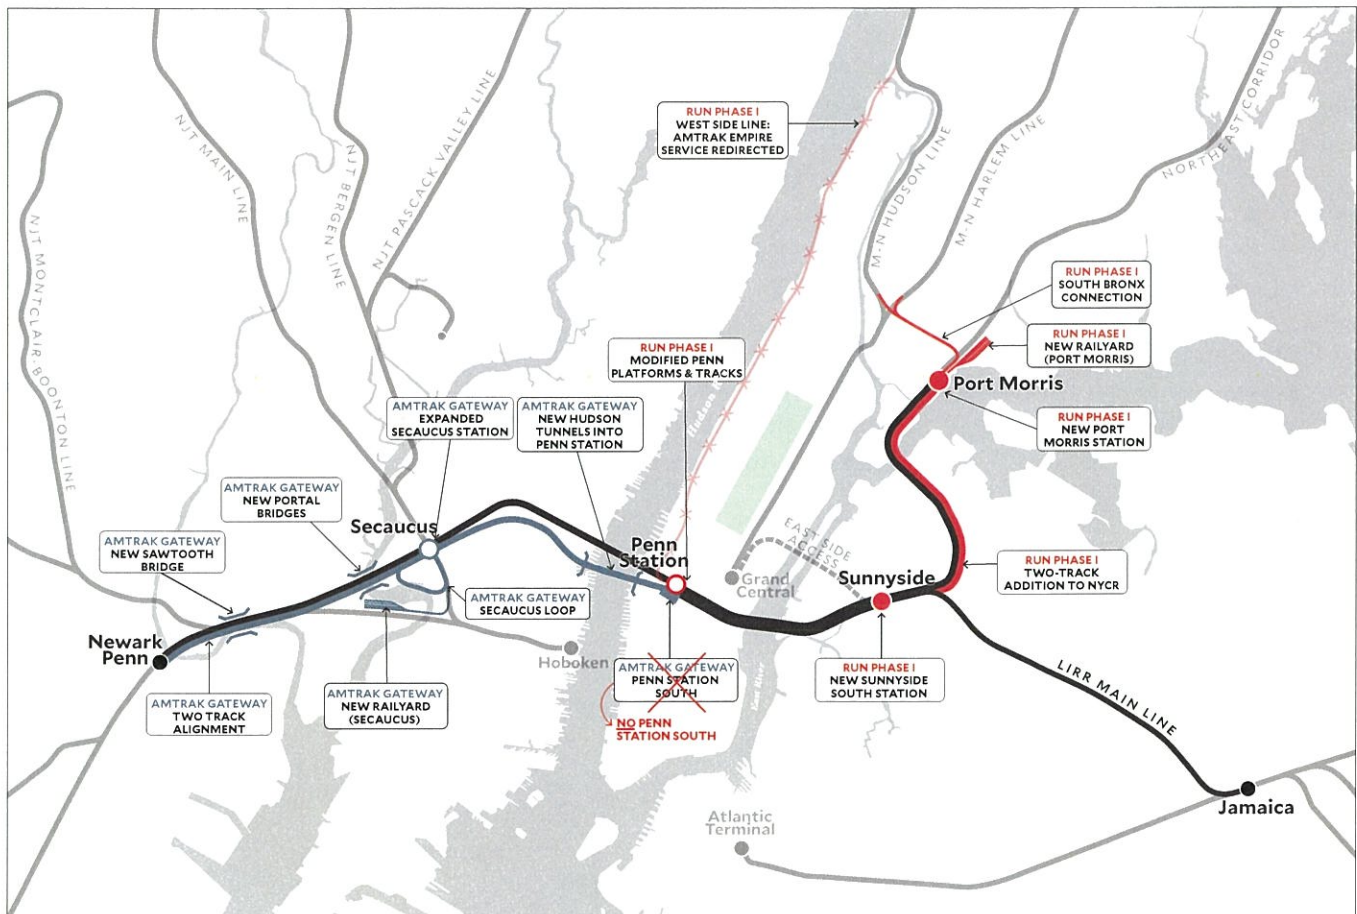 RUN PHASE I
WEST SIDE LINE:
AMTRAK EMPIRE
SERVICE REDIRECTED
NJT MAIN LINE
NJT BERGEN LINE
NJT PASCACK VALLEY LINE
NJT MONTCLAIR-BOONTON LINE
M-N HUDSON LINE
M-N HARLEM LINE
NORTHEAST CORRIDOR
RUN PHASE I
SOUTH BRONX
CONNECTION
RUN PHASE I
NEW RAILYARD
(PORT MORRIS)
RUN PHASE I
MODIFIED PENN
PLATFORMS & TRACKS
Port Morris
Hudson
AMTRAK GATEWAY
EXPANDED
SECAUCUS STATION
AMTRAK GATEWAY
NEW HUDSON
TUNNELS INTO
PENN STATION
RUN PHASE I
NEW PORT
MORRIS STATION
AMTRAK GATEWAY
NEW PORTAL
BRIDGES
Secaucus
AMTRAK GATEWAY
NEW SAWTOOTH
BRIDGE
Penn
Station
EAST SIDE
ACCESS
Grand
Central
Sunnyside
RUN PHASE I
TWO-TRACK
ADDITION TO NYCR
AMTRAK GATEWAY
SECAUCUS LOOP
Newark
Penn
Hoboken
AMTRAK GATEWAY
PENN STATION
SOUTH
NO PENN
STATION SOUTH
RUN PHASE I
NEW SUNNYSIDE
SOUTH STATION
AMTRAK GATEWAY
TWO TRACK
ALIGNMENT
AMTRAK GATEWAY
NEW RAILYARD
(SECAUCUS)
East River
LIRR MAIN LINE
Jamaica
Atlantic
Terminal